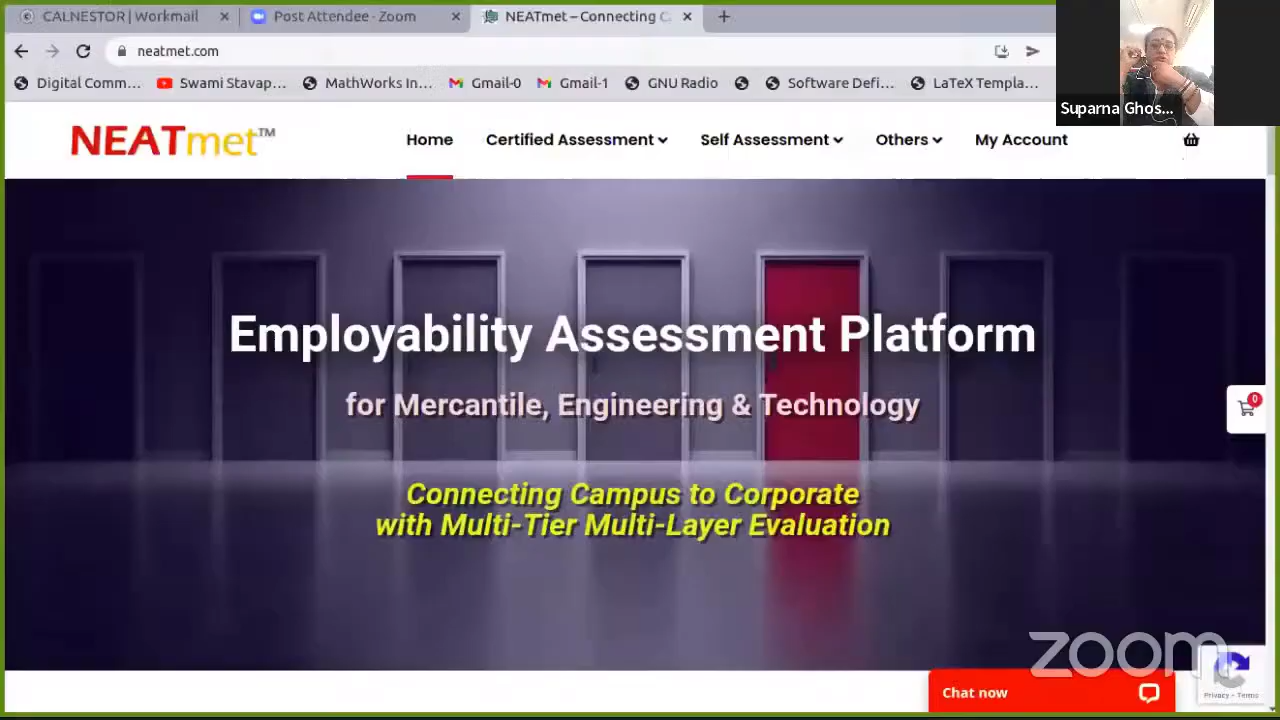 CALNESTOR | Workmail
Post Attendee - Zoom
NEATmet – Connecting C
neatmet.com
Digital Comm...
Swami Stavap...
MathWorks In...
Gmail-0
Gmail-1
GNU Radio
Software Defi...
LaTeX Templa...
Suparna Ghos...
NEATmet™
Home
Certified Assessment
Self Assessment
Others
My Account
Employability Assessment Platform
for Mercantile, Engineering & Technology
0
Connecting Campus to Corporate
with Multi-Tier Multi-Layer Evaluation
zoom
Chat now
Privacy - Terms